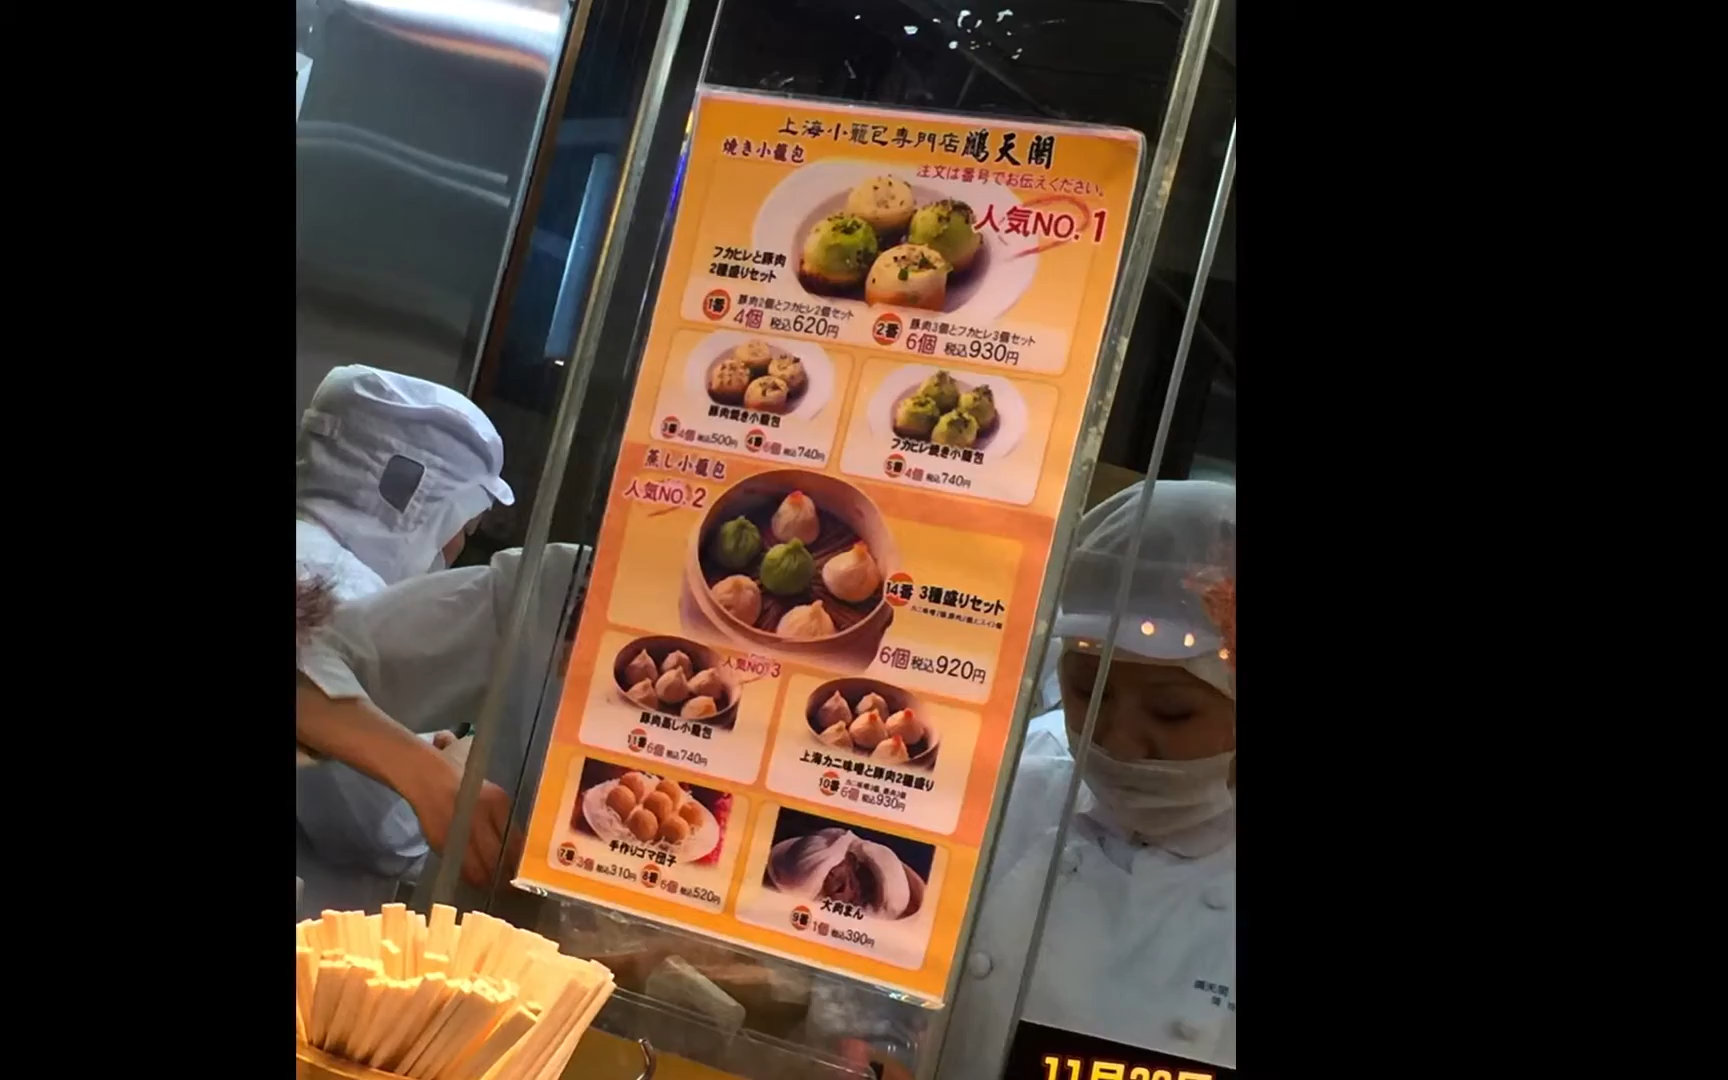 上海小籠包専門店 鵬天閣
焼き小籠包
注文は番号でお伝えください。
人気NO.1
フカヒレと豚肉
2種盛りセット
1番 豚肉2個とフカヒレ2個セット
4個 税込620円
2番 豚肉3個とフカヒレ3個セット
6個 税込930円
豚肉焼き小籠包
3番 4個 税込500円 4番 6個 税込740円
フカヒレ焼き小籠包
5番 4個 税込740円
蒸し小籠包
人気NO.2
14番 3種盛りセット
6個 税込920円
人気NO.3
豚肉蒸し小籠包
11番 6個 税込740円
上海カニ味噌と豚肉2種盛り
10番 6個 税込930円
手作りゴマ団子
7番 3個 税込310円 8番 6個 税込520円
大肉まん
9番 1個 税込390円